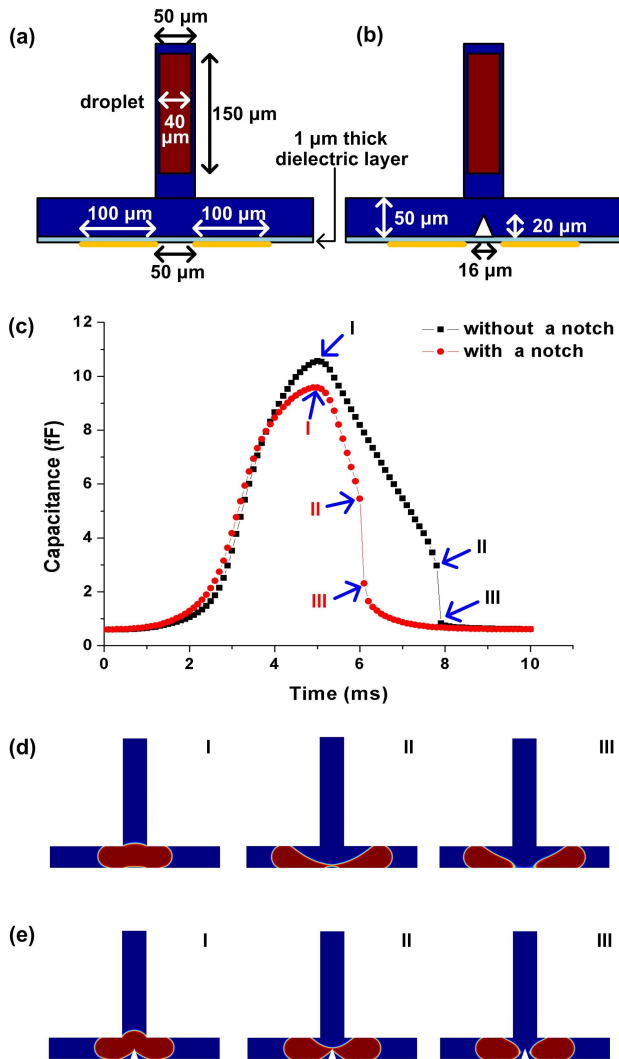 (a)
50 µm
(b)
droplet
40
µm
150 µm
1 µm thick
dielectric layer
100 µm
100 µm
50 µm
20 µm
50 µm
16 µm
(c)
12
10
8
6
4
2
0
Capacitance (fF)
0
2
4
6
8
10
Time (ms)
without a notch
with a notch
I
I
II
II
III
III
(d)
I
II
III
(e)
I
II
III